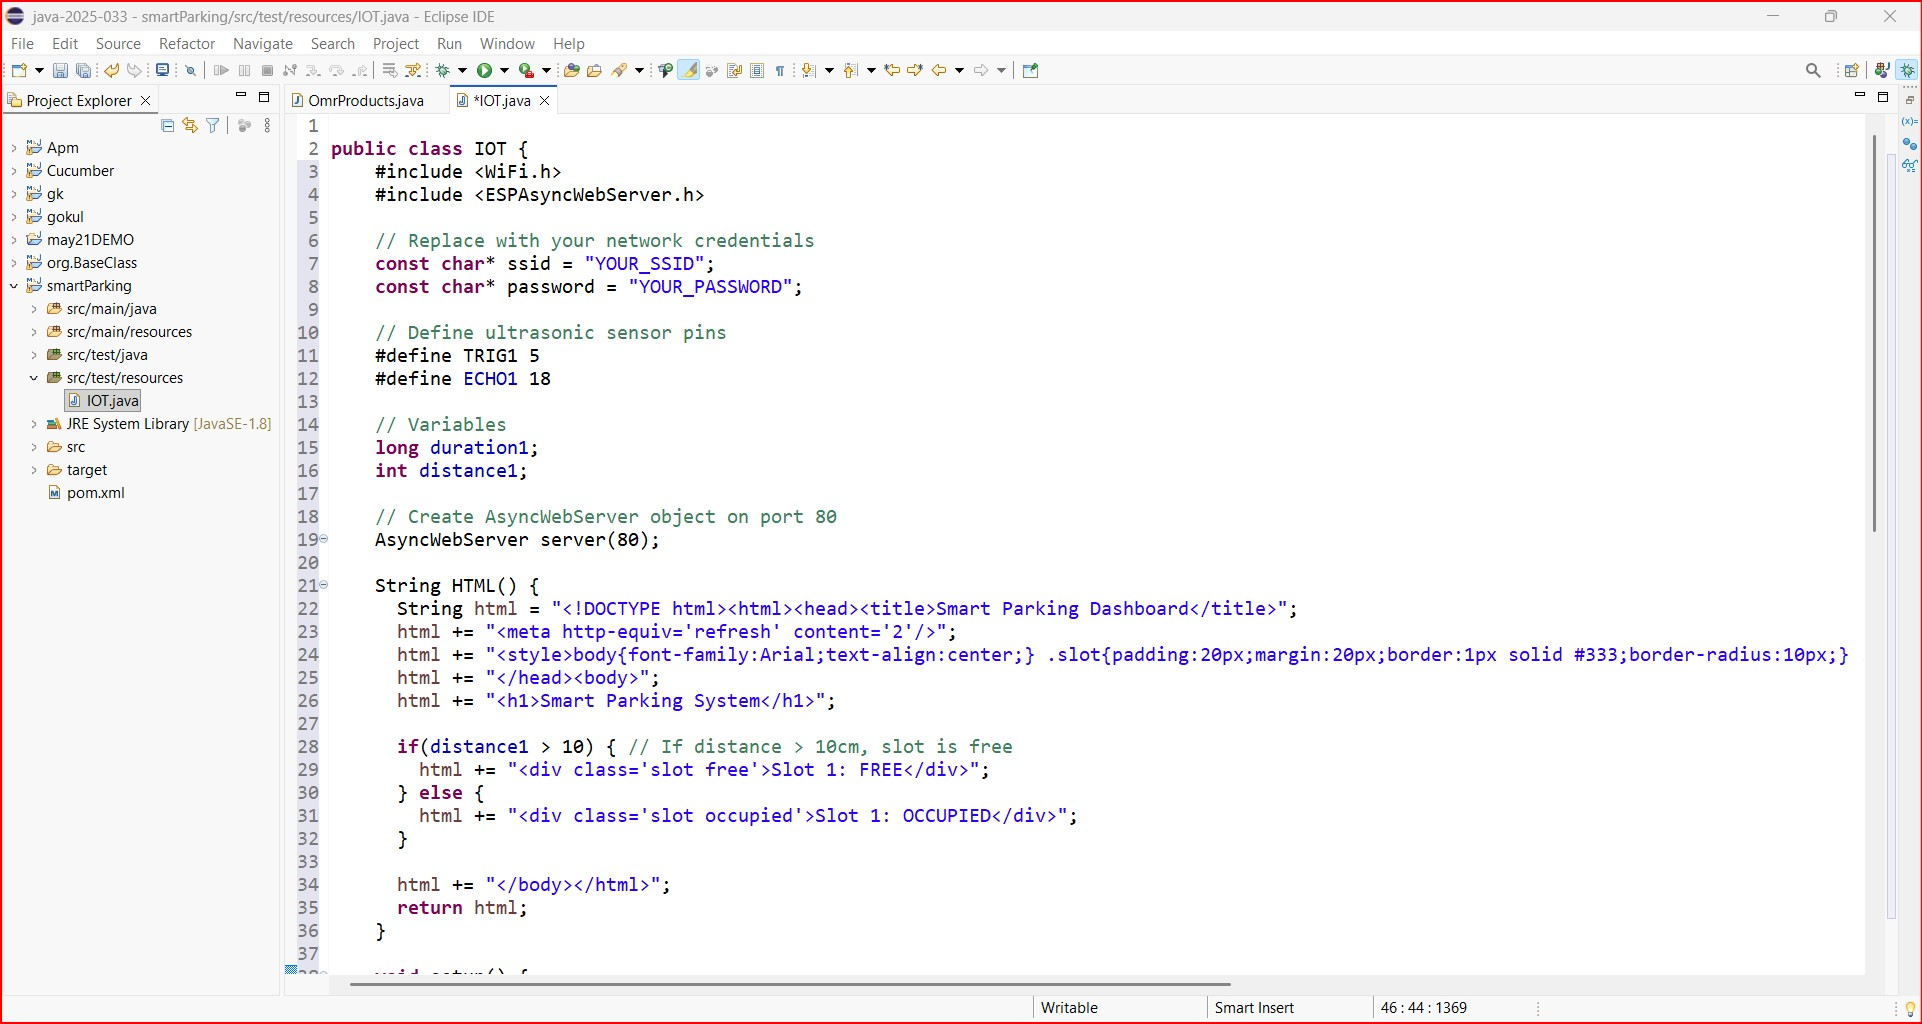 java-2025-033 - smartParking/src/test/resources/IOT.java - Eclipse IDE
File Edit Source Refactor Navigate Search Project Run Window Help
Project Explorer
OmrProducts.java
*IOT.java
Apm
Cucumber
gk
gokul
may21DEMO
org.BaseClass
smartParking
src/main/java
src/main/resources
src/test/java
src/test/resources
IOT.java
JRE System Library [JavaSE-1.8]
src
target
pom.xml
1
2 public class IOT {
3     #include <WiFi.h>
4     #include <ESPAsyncWebServer.h>
5
6     // Replace with your network credentials
7     const char* ssid = "YOUR_SSID";
8     const char* password = "YOUR_PASSWORD";
9
10     // Define ultrasonic sensor pins
11     #define TRIG1 5
12     #define ECHO1 18
13
14     // Variables
15     long duration1;
16     int distance1;
17
18     // Create AsyncWebServer object on port 80
19     AsyncWebServer server(80);
20
21     String HTML() {
22       String html = "<!DOCTYPE html><html><head><title>Smart Parking Dashboard</title>";
23       html += "<meta http-equiv='refresh' content='2'/>";
24       html += "<style>body{font-family:Arial;text-align:center;} .slot{padding:20px;margin:20px;border:1px solid #333;border-radius:10px;}
25       html += "</head><body>";
26       html += "<h1>Smart Parking System</h1>";
27
28       if(distance1 > 10) { // If distance > 10cm, slot is free
29         html += "<div class='slot free'>Slot 1: FREE</div>";
30       } else {
31         html += "<div class='slot occupied'>Slot 1: OCCUPIED</div>";
32       }
33
34       html += "</body></html>";
35       return html;
36     }
37
38     void setup() {
(x)=
Writable
Smart Insert
46 : 44 : 1369